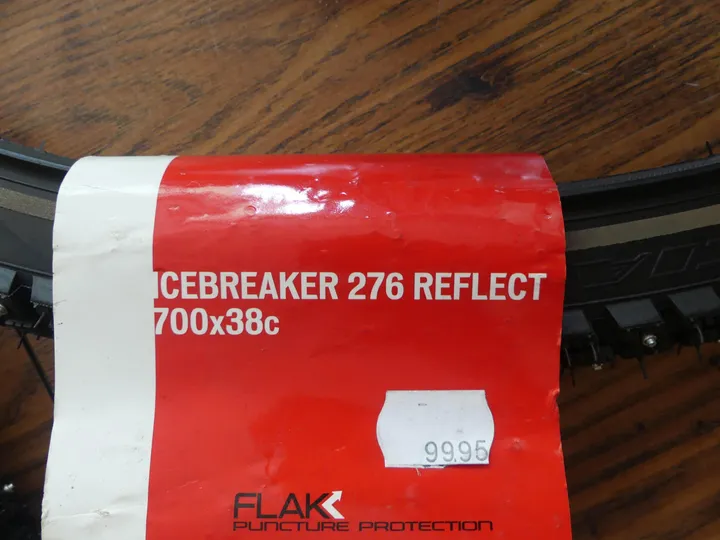 ICEBREAKER 276 REFLECT
700x38c
99.95
FLAK
PUNCTURE PROTECTION